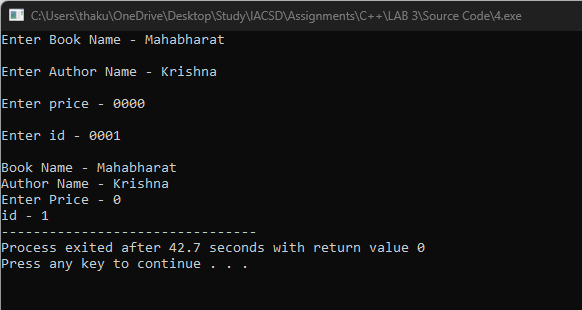 C:\Users\thaku\OneDrive\Desktop\Study\IACSD\Assignments\C++\LAB 3\Source Code\4.exe
Enter Book Name - Mahabharat
Enter Author Name - Krishna
Enter price - 0000
Enter id - 0001
Book Name - Mahabharat
Author Name - Krishna
Enter Price - 0
id - 1
--------------------------------
Process exited after 42.7 seconds with return value 0
Press any key to continue . . .